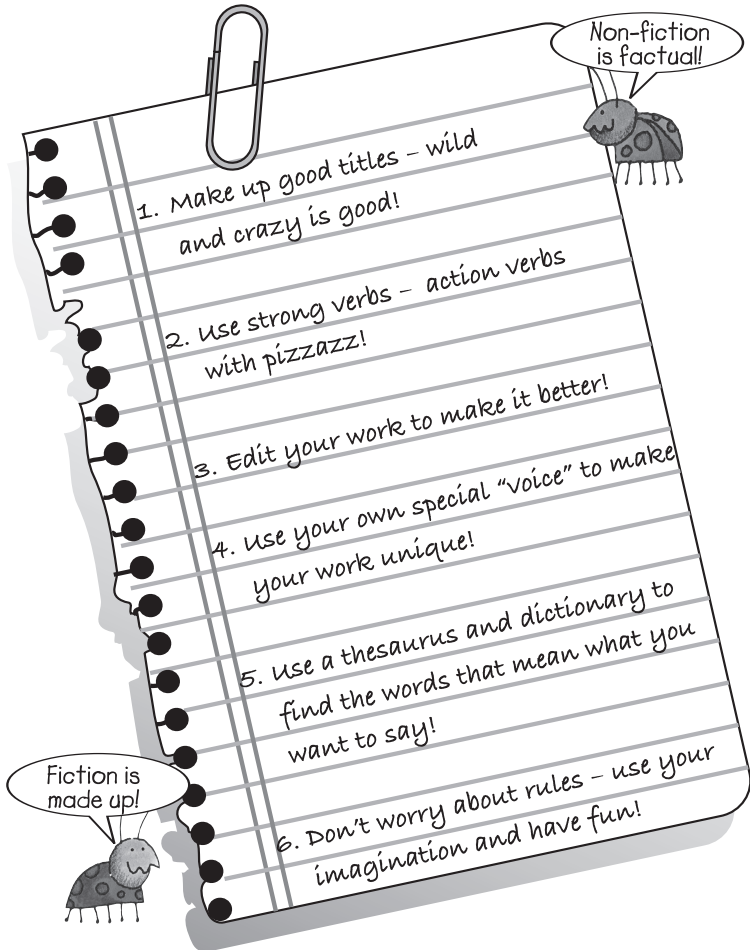 Non-fiction
is factual!
1. Make up good titles – wild
and crazy is good!
2. Use strong verbs – action verbs
with pizzazz!
3. Edit your work to make it better!
4. Use your own special “voice” to make
your work unique!
5. Use a thesaurus and dictionary to
find the words that mean what you
want to say!
6. Don’t worry about rules – use your
imagination and have fun!
Fiction is
made up!